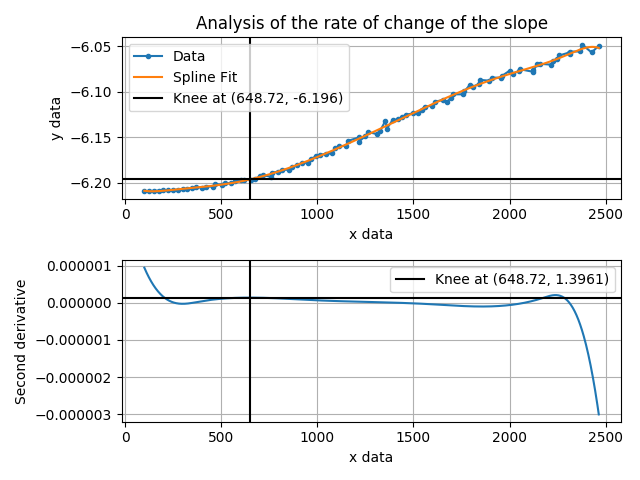 Analysis of the rate of change of the slope
y data
−6.05
−6.10
−6.15
−6.20
Data
Spline Fit
Knee at (648.72, -6.196)
0
500
1000
1500
2000
2500
x data
Second derivative
0.000001
0.000000
−0.000001
−0.000002
−0.000003
Knee at (648.72, 1.3961)
0
500
1000
1500
2000
2500
x data